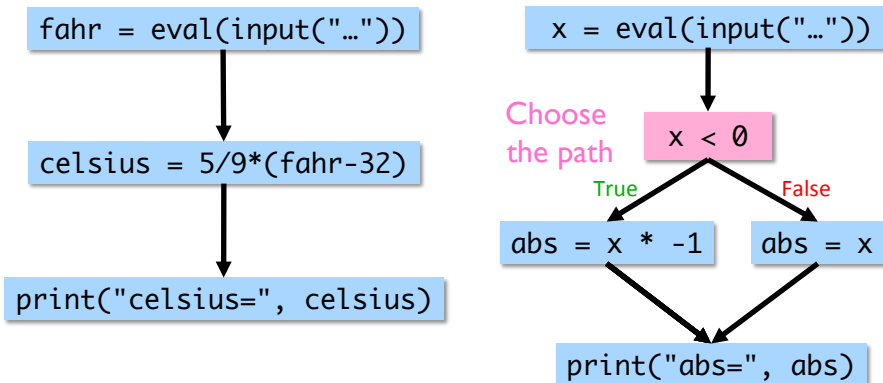 fahr = eval(input("…"))
celsius = 5/9*(fahr-32)
print("celsius=", celsius)
x = eval(input("…"))
Choose
the path
x < 0
True
False
abs = x * -1
abs = x
print("abs=", abs)